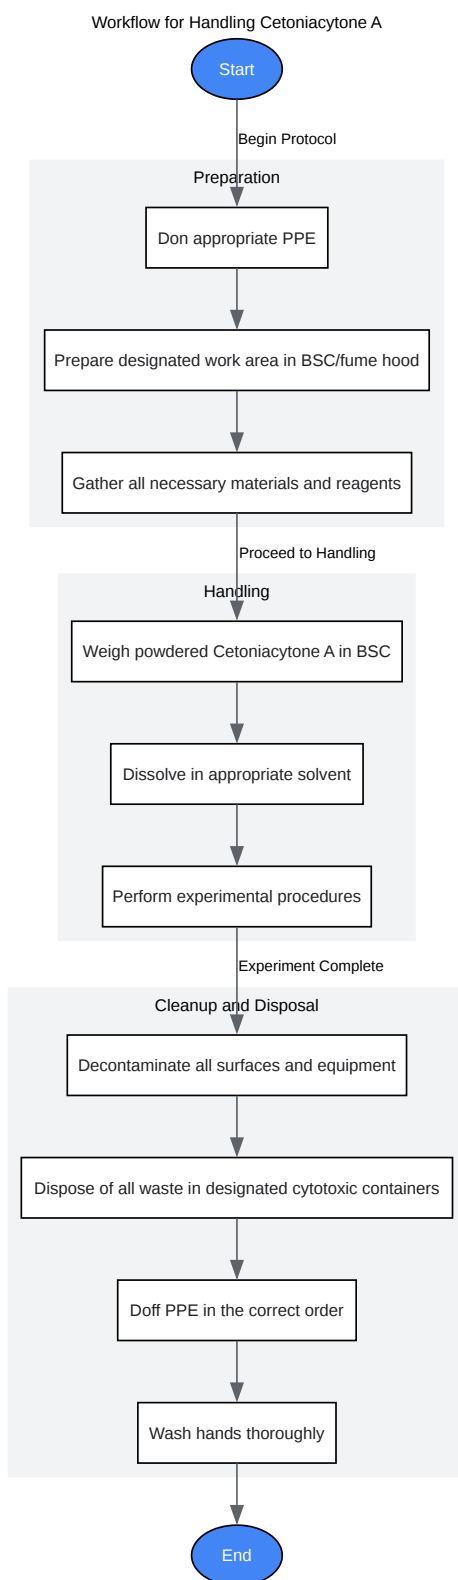 Workflow for Handling Cetoniacytone A
Start
Begin Protocol
Preparation
Don appropriate PPE
Prepare designated work area in BSC/fume hood
Gather all necessary materials and reagents
Proceed to Handling
Handling
Weigh powdered Cetoniacytone A in BSC
Dissolve in appropriate solvent
Perform experimental procedures
Experiment Complete
Cleanup and Disposal
Decontaminate all surfaces and equipment
Dispose of all waste in designated cytotoxic containers
Doff PPE in the correct order
Wash hands thoroughly
End